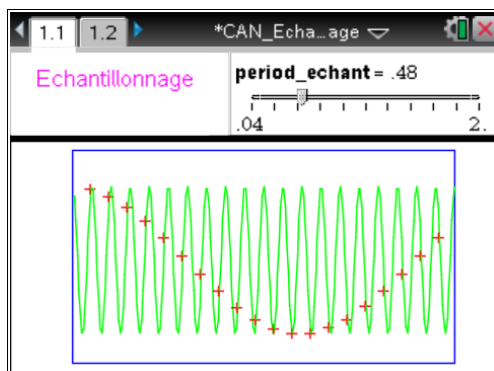 1.1 1.2 *CAN_Echa…age
Echantillonnage
period_echant = .48
.04 2.